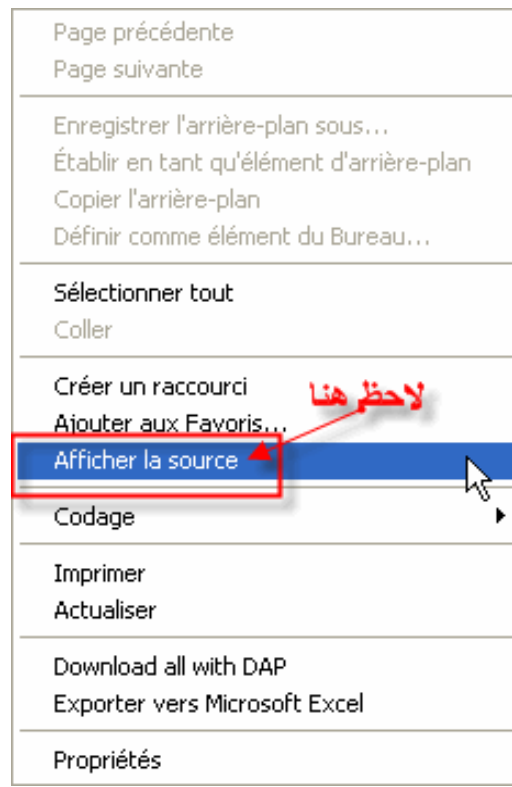 Page précédente
Page suivante
Enregistrer l'arrière-plan sous...
Établir en tant qu'élément d'arrière-plan
Copier l'arrière-plan
Définir comme élément du Bureau...
Sélectionner tout
Coller
Créer un raccourci
لاحظ هنا
Ajouter aux Favoris...
Afficher la source
Codage
Imprimer
Actualiser
Download all with DAP
Exporter vers Microsoft Excel
Propriétés